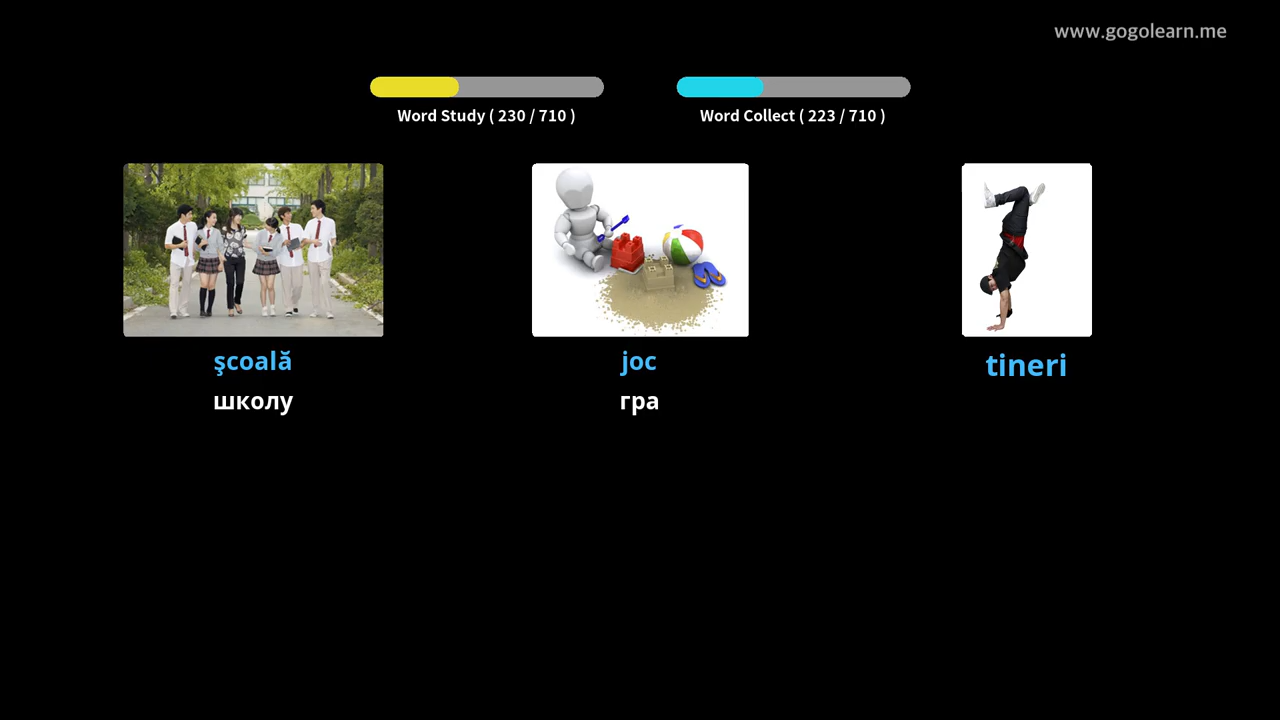 www.gogolearn.me
Word Study ( 230 / 710 )
Word Collect ( 223 / 710 )
şcoală
школу
joc
гра
tineri